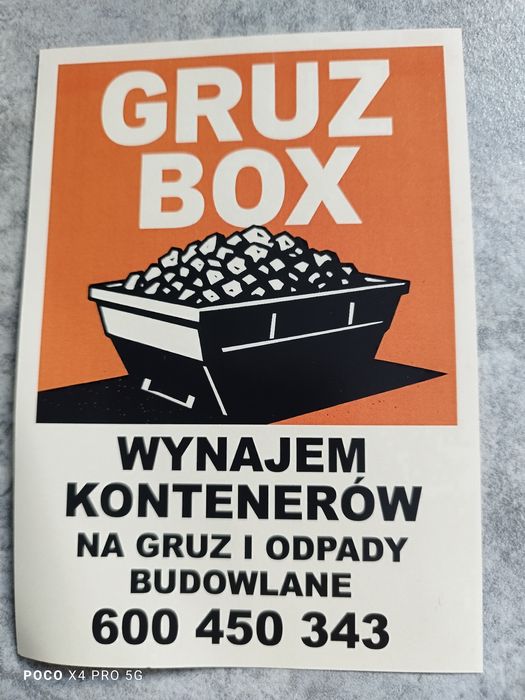 GRUZ
BOX
WYNAJEM
KONTENERÓW
NA GRUZ I ODPADY
BUDOWLANE
600 450 343
POCO X4 PRO 5G